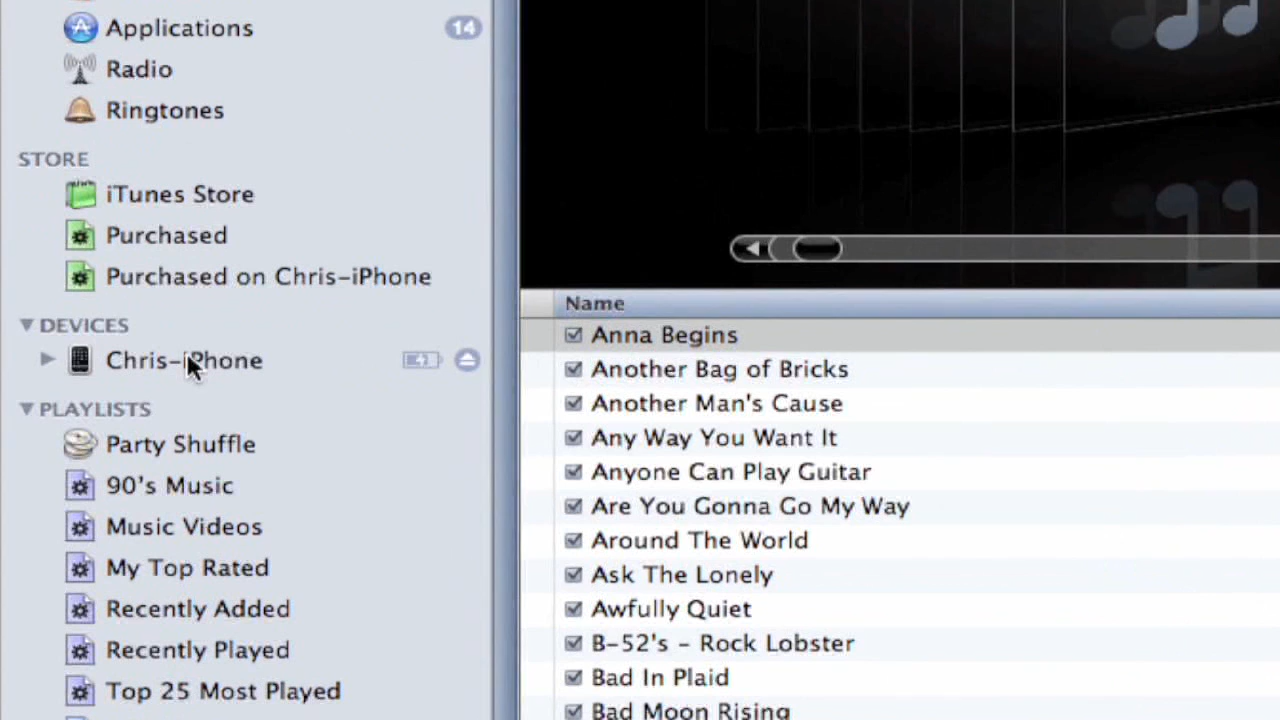 Applications 14
Radio
Ringtones
STORE
iTunes Store
Purchased
Purchased on Chris-iPhone
DEVICES
Chris-iPhone
PLAYLISTS
Party Shuffle
90's Music
Music Videos
My Top Rated
Recently Added
Recently Played
Top 25 Most Played
Name
Anna Begins
Another Bag of Bricks
Another Man's Cause
Any Way You Want It
Anyone Can Play Guitar
Are You Gonna Go My Way
Around The World
Ask The Lonely
Awfully Quiet
B-52's - Rock Lobster
Bad In Plaid
Bad Moon Rising